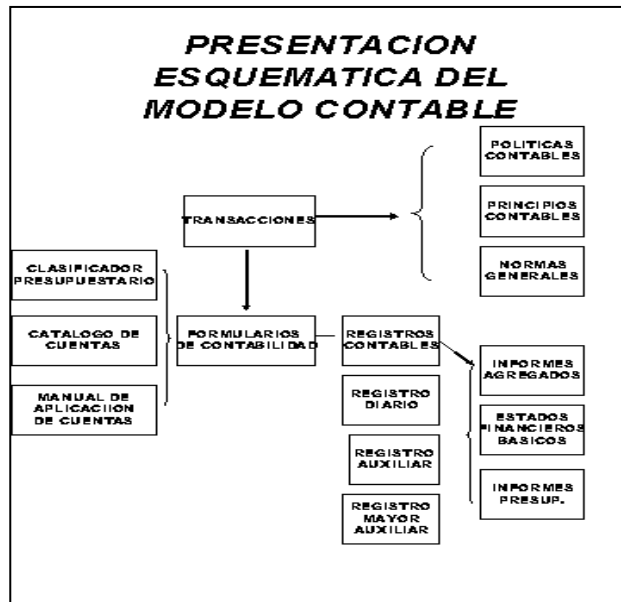 PRESENTACION
ESQUEMATICA DEL
MODELO CONTABLE
POLITICAS
CONTABLES
TRANSACCIONES
PRINCIPIOS
CONTABLES
NORMAS
GENERALES
CLASIFICADOR
PRESUPUESTARIO
CATALOGO DE
CUENTAS
MANUAL DE
APLICACIION
DE CUENTAS
FORMULARIOS
DE CONTABILIDAD
REGISTROS
CONTABLES
REGISTRO
DIARIO
REGISTRO
AUXILIAR
REGISTRO
MAYOR
AUXILIAR
INFORMES
AGREGADOS
ESTADOS
FINANCIEROS
BASICOS
INFORMES
PRESUP.